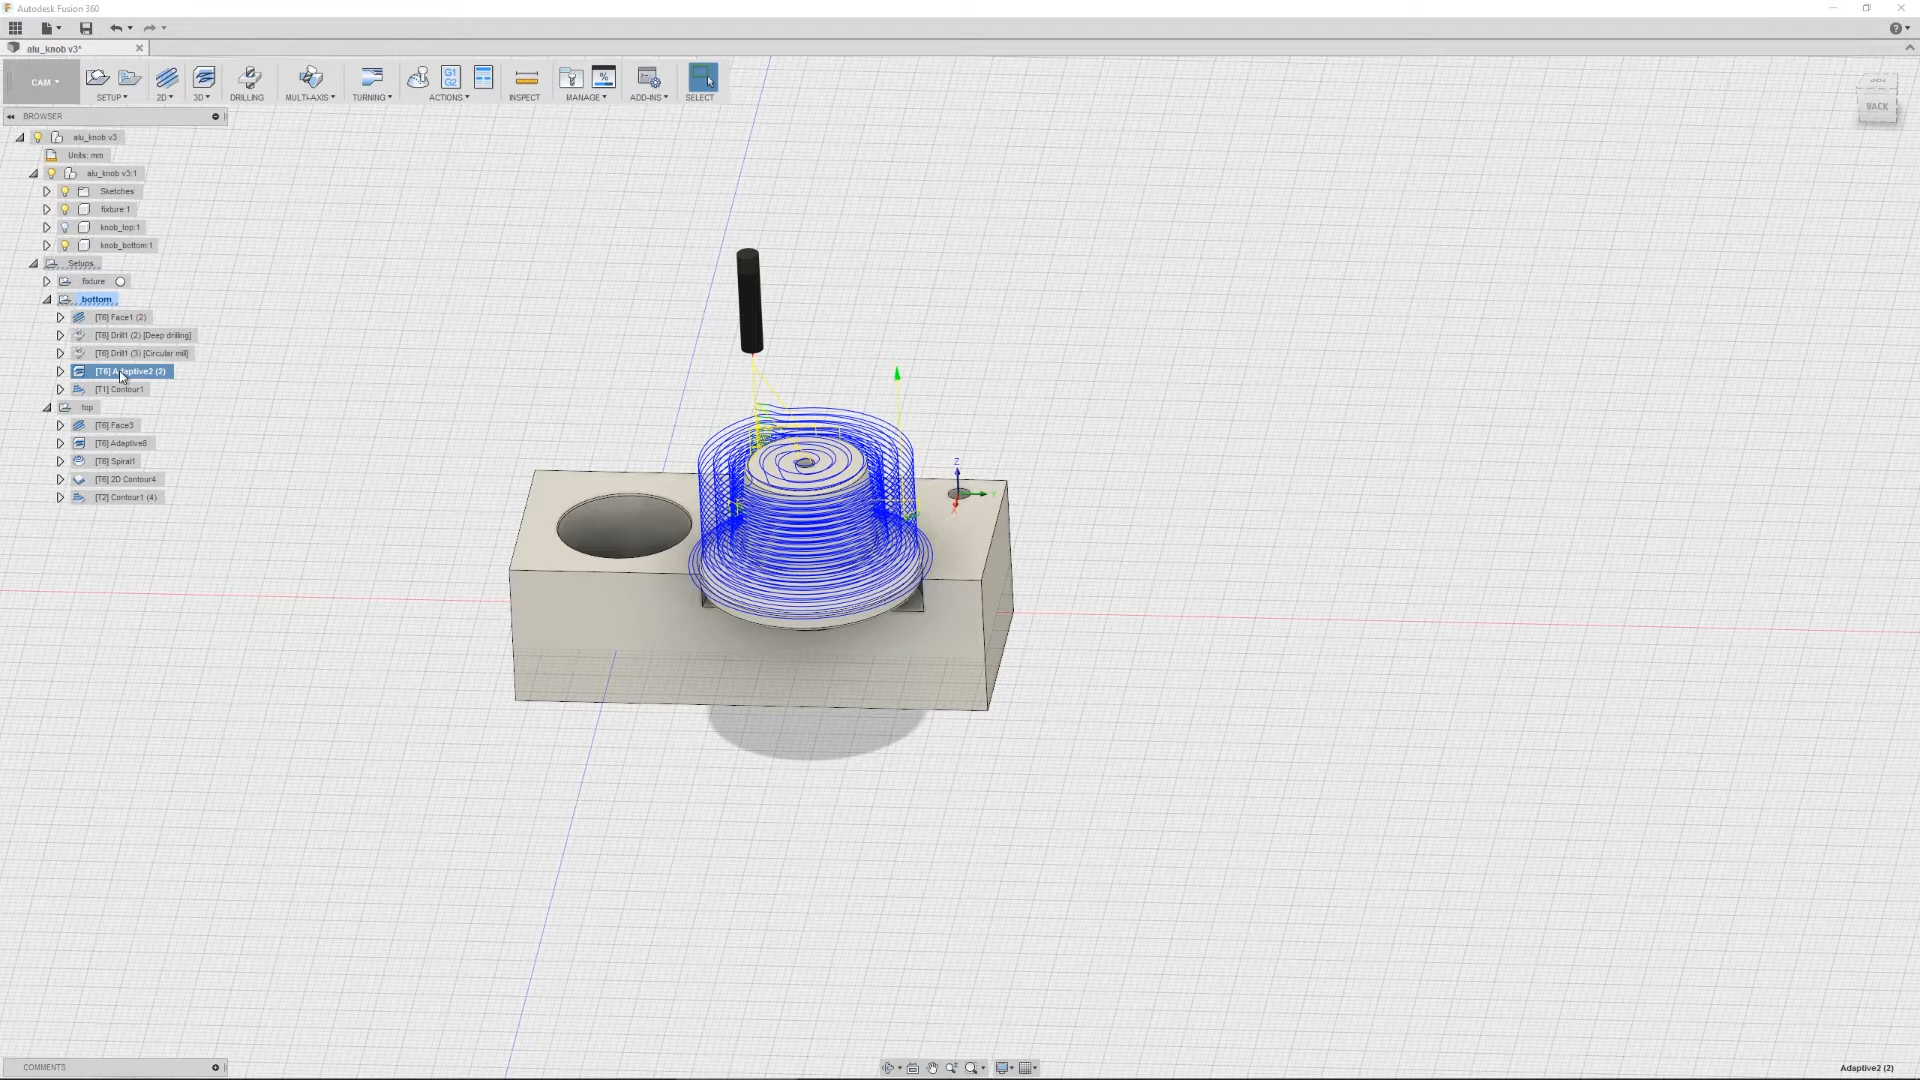 Autodesk Fusion 360
alu_knob v3*
CAM
SETUP 2D 3D DRILLING MULTI-AXIS TURNING ACTIONS INSPECT MANAGE ADD-INS SELECT
G1
G2
%
BACK
BROWSER
alu_knob v3
Units: mm
alu_knob v3:1
Sketches
fixture:1
knob_top:1
knob_bottom:1
Setups
fixture
bottom
[T6] Face1 (2)
[T6] Drill1 (2) [Deep drilling]
[T6] Drill1 (3) [Circular mill]
[T6] Adaptive2 (2)
[T1] Contour1
top
[T6] Face3
[T6] Adaptive8
[T6] Spiral1
[T6] 2D Contour4
[T2] Contour1 (4)
Z
X
COMMENTS
Adaptive2 (2)